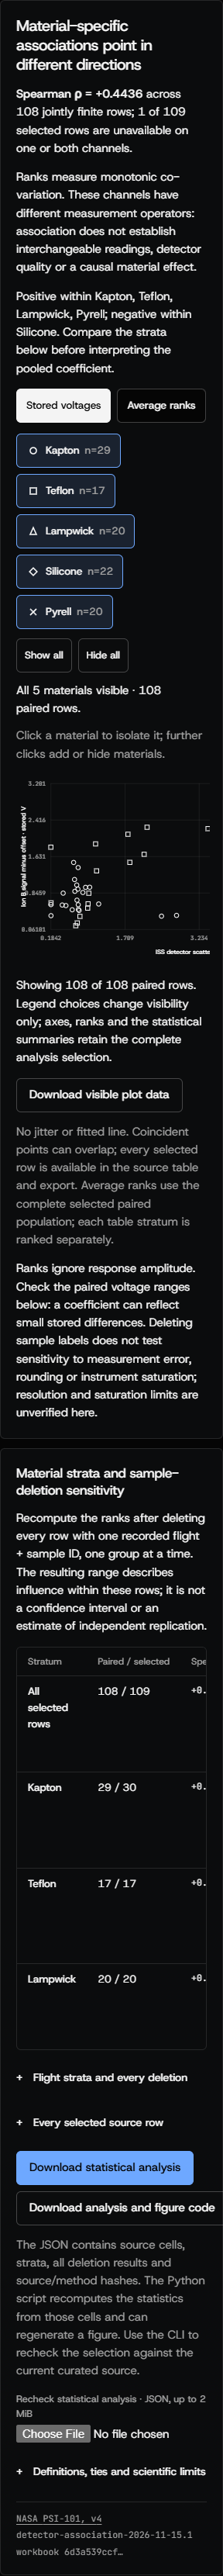 Material-specific
associations point in
different directions
Spearman ρ = +0.4436 across
108 jointly finite rows; 1 of 109
selected rows are unavailable on
one or both channels.
Ranks measure monotonic co-
variation. These channels have
different measurement operators:
association does not establish
interchangeable readings, detector
quality or a causal material effect.
Positive within Kapton, Teflon,
Lampwick, Pyrell; negative within
Silicone. Compare the strata
below before interpreting the
pooled coefficient.
Stored voltages Average ranks
Kapton n=29
Teflon n=17
Lampwick n=20
Silicone n=22
Pyrell n=20
Show all Hide all
All 5 materials visible · 108
paired rows.
Click a material to isolate it; further
clicks add or hide materials.
Ion B signal minus offset · stored V
3.201
2.416
1.631
0.8459
0.06101
0.1842 1.709 3.234
ISS detector scatte
Showing 108 of 108 paired rows.
Legend choices change visibility
only; axes, ranks and the statistical
summaries retain the complete
analysis selection.
Download visible plot data
No jitter or fitted line. Coincident
points can overlap; every selected
row is available in the source table
and export. Average ranks use the
complete selected paired
population; each table stratum is
ranked separately.
Ranks ignore response amplitude.
Check the paired voltage ranges
below: a coefficient can reflect
small stored differences. Deleting
sample labels does not test
sensitivity to measurement error,
rounding or instrument saturation;
resolution and saturation limits are
unverified here.
Material strata and sample-
deletion sensitivity
Recompute the ranks after deleting
every row with one recorded flight
+ sample ID, one group at a time.
The resulting range describes
influence within these rows; it is not
a confidence interval or an
estimate of independent replication.
Stratum Paired / selected Spe
All selected rows 108 / 109 +0.
Kapton 29 / 30 +0.
Teflon 17 / 17 +0.
Lampwick 20 / 20 +0.
+ Flight strata and every deletion
+ Every selected source row
Download statistical analysis
Download analysis and figure code
The JSON contains source cells,
strata, all deletion results and
source/method hashes. The Python
script recomputes the statistics
from those cells and can
regenerate a figure. Use the CLI to
recheck the selection against the
current curated source.
Recheck statistical analysis · JSON, up to 2
MiB
Choose File No file chosen
+ Definitions, ties and scientific limits
NASA PSI-101, v4
detector-association-2026-11-15.1
workbook 6d3a539ccf…